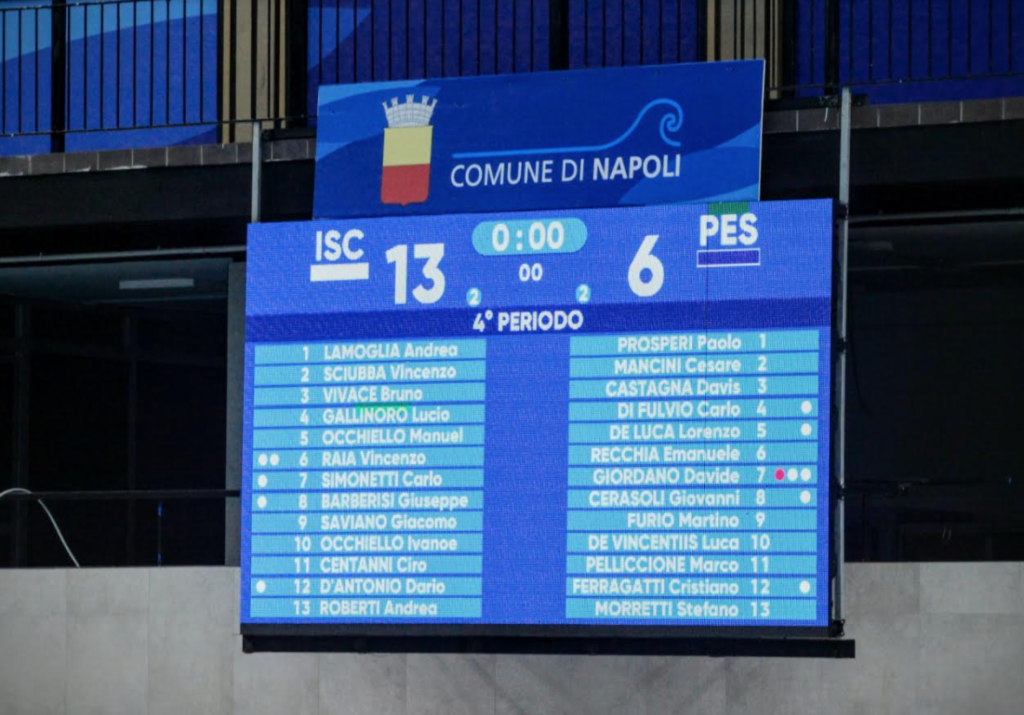 COMUNE DI NAPOLI
ISC 13 0:00 6 PES
00
2 2
4° PERIODO
1 LAMOGLIA Andrea
2 SCIUBBA Vincenzo
3 VIVACE Bruno
4 GALLINORO Lucio
5 OCCHIELLO Manuel
6 RAIA Vincenzo
7 SIMONETTI Carlo
8 BARBERISI Giuseppe
9 SAVIANO Giacomo
10 OCCHIELLO Ivanoe
11 CENTANNI Ciro
12 D'ANTONIO Dario
13 ROBERTI Andrea
PROSPERI Paolo 1
MANCINI Cesare 2
CASTAGNA Davis 3
DI FULVIO Carlo 4
DE LUCA Lorenzo 5
RECCHIA Emanuele 6
GIORDANO Davide 7
CERASOLI Giovanni 8
FURIO Martino 9
DE VINCENTIIS Luca 10
PELLICCIONE Marco 11
FERRAGATTI Cristiano 12
MORRETTI Stefano 13